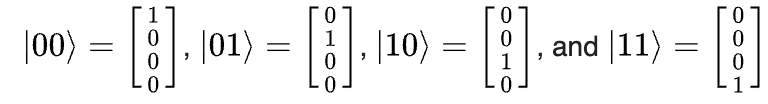 |00⟩ = [1 0 0 0], |01⟩ = [0 1 0 0], |10⟩ = [0 0 1 0], and |11⟩ = [0 0 0 1]